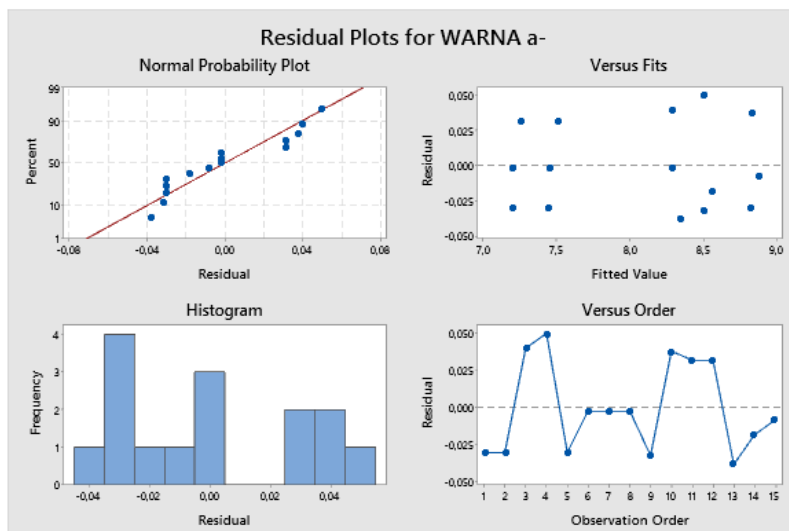 Residual Plots for WARNA a-
Normal Probability Plot
99
90
50
10
1
Percent
-0,08
-0,04
0,00
0,04
0,08
Residual
Versus Fits
0,050
0,025
0,000
-0,025
-0,050
Residual
7,0
7,5
8,0
8,5
9,0
Fitted Value
Histogram
4
3
2
1
0
Frequency
-0,04
-0,02
0,00
0,02
0,04
Residual
Versus Order
0,050
0,025
0,000
-0,025
-0,050
Residual
1 2 3 4 5 6 7 8 9 10 11 12 13 14 15
Observation Order